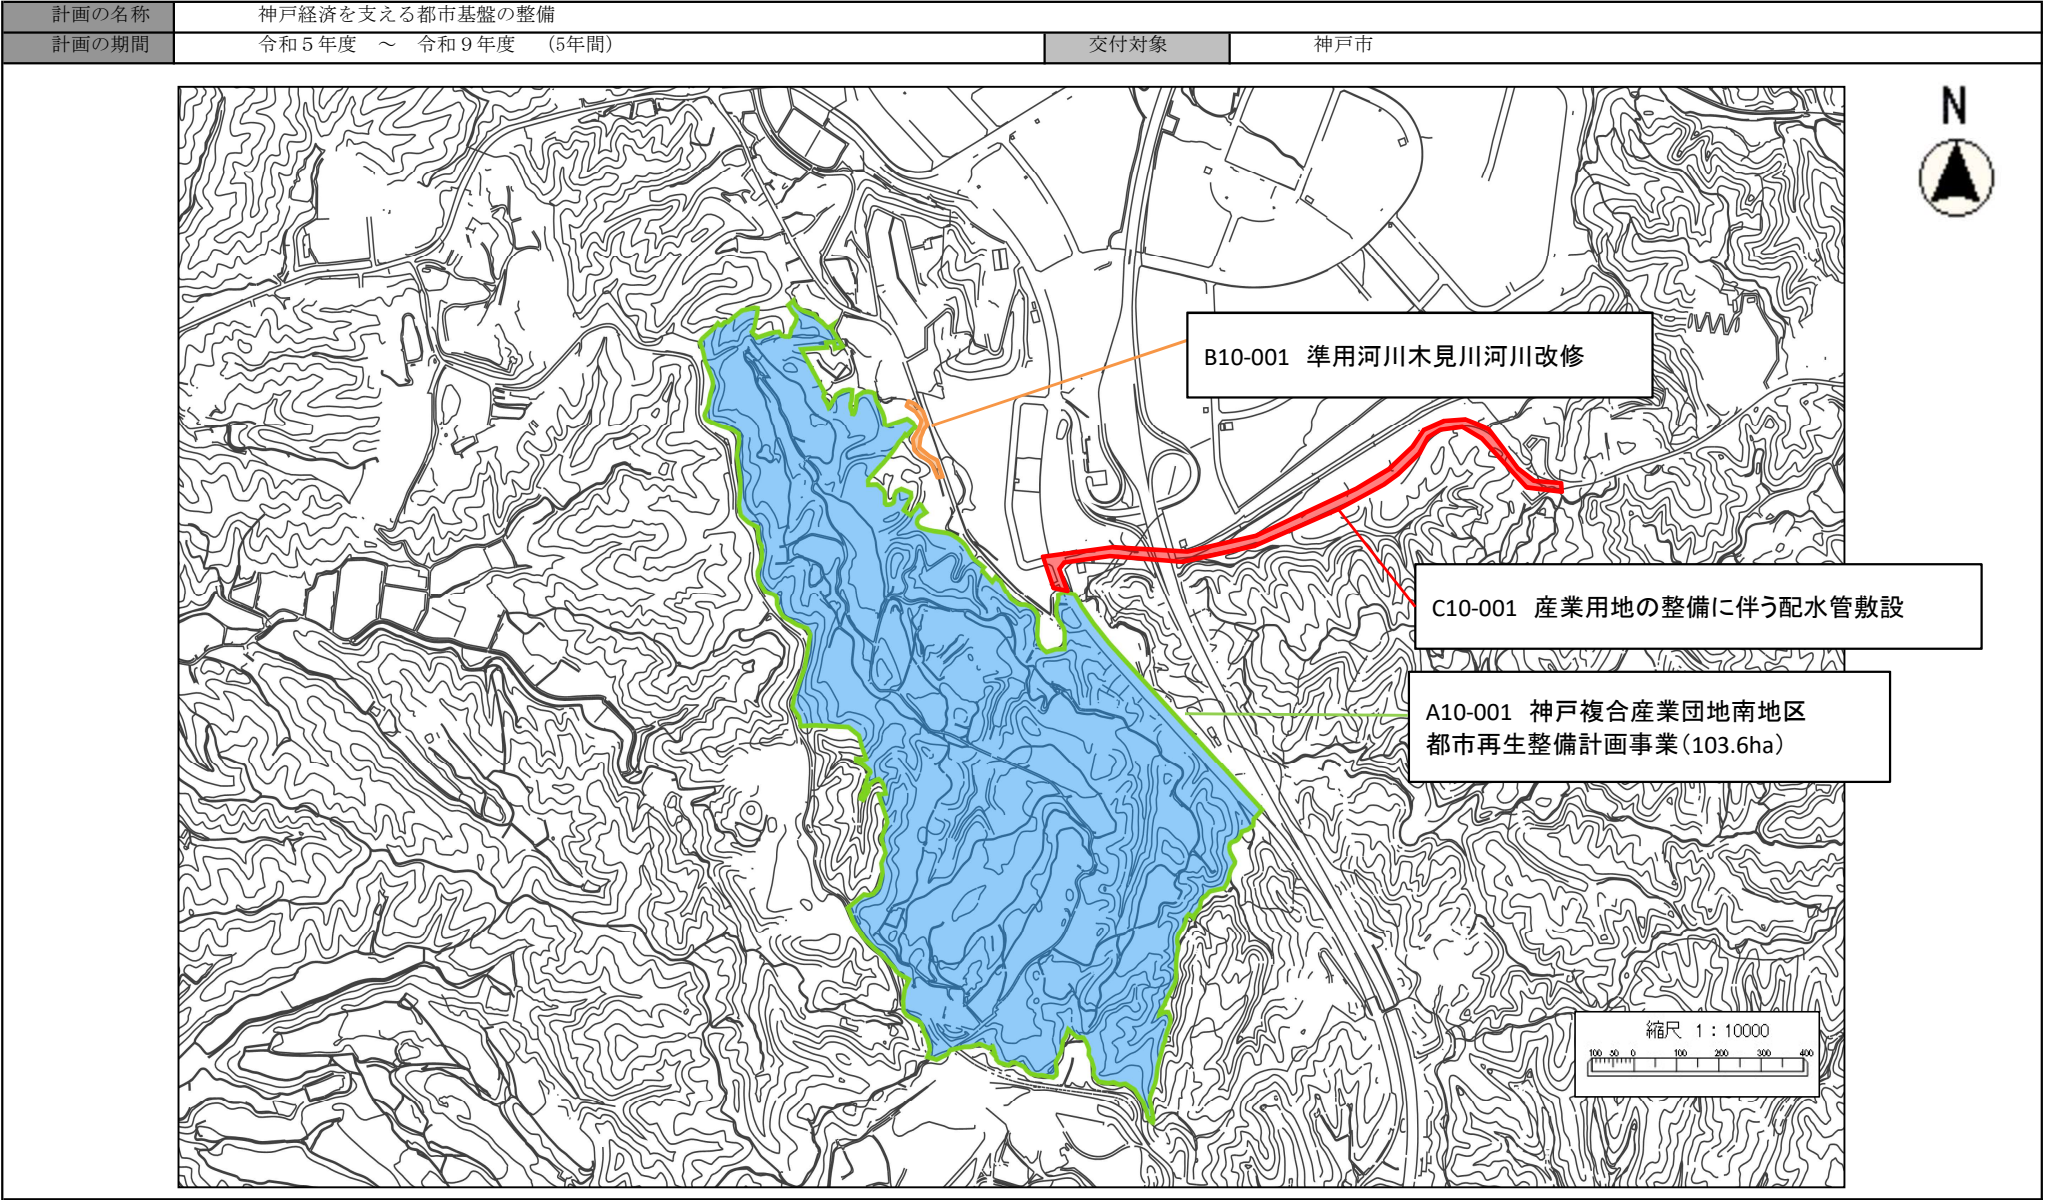 計画の名称 神戸経済を支える都市基盤の整備
計画の期間 令和５年度 ～ 令和９年度 (5年間) 交付対象 神戸市
N
B10-001 準用河川木見川河川改修
C10-001 産業用地の整備に伴う配水管敷設
A10-001 神戸複合産業団地南地区
都市再生整備計画事業(103.6ha)
縮尺 1：10000
100 50 0 100 200 300 400